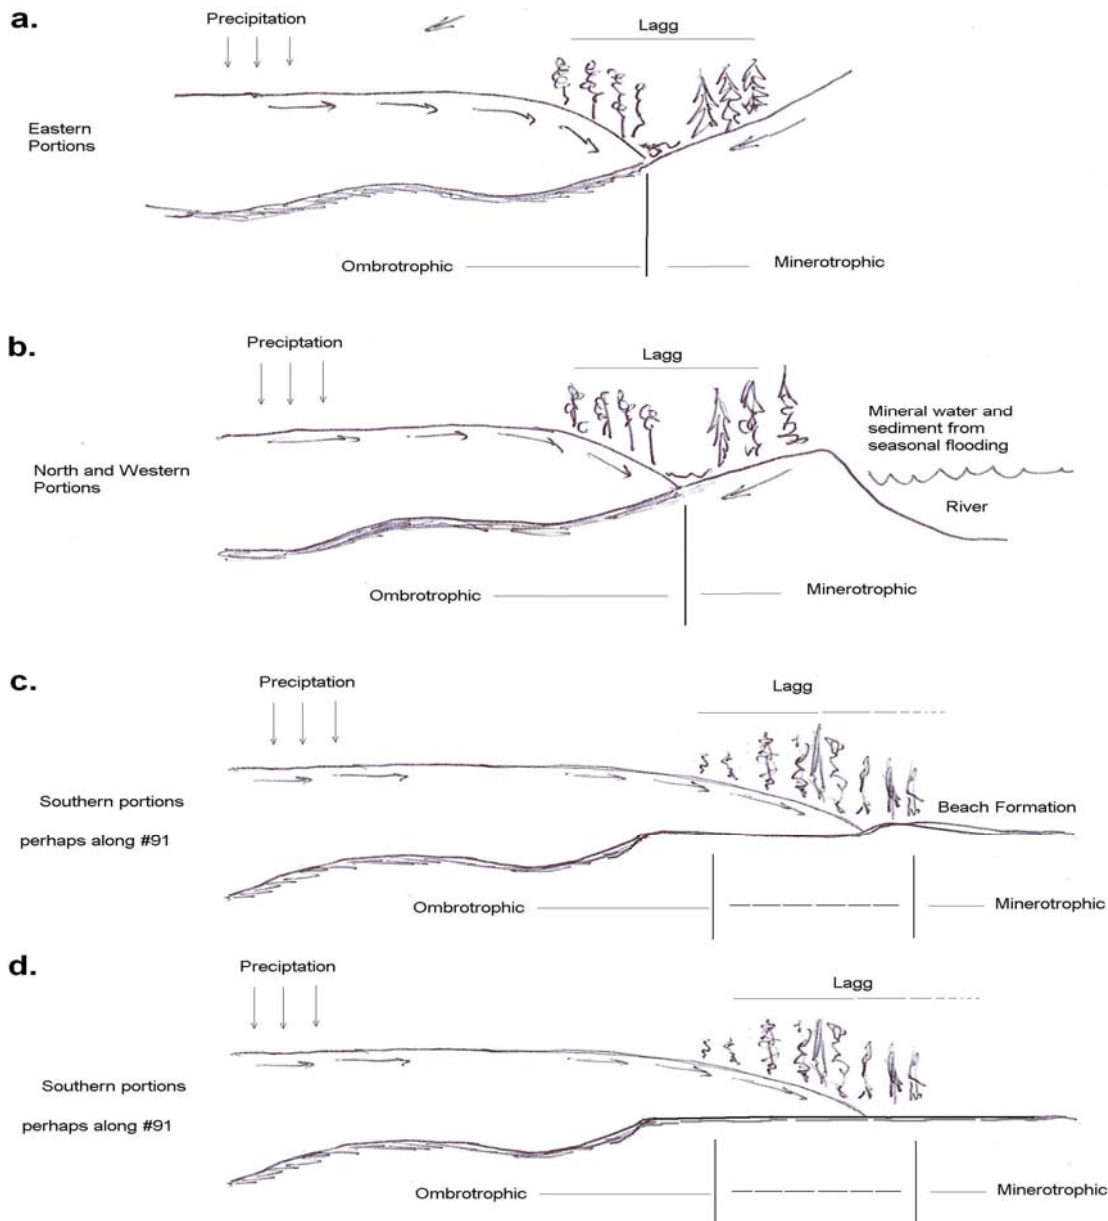 a.
Precipitation
Lagg
Eastern
Portions
Ombrotrophic
Minerotrophic
b.
Preciptation
Lagg
Mineral water and
sediment from
seasonal flooding
North and Western
Portions
River
Ombrotrophic
Minerotrophic
c.
Preciptation
Lagg
Southern portions
perhaps along #91
Beach Formation
Ombrotrophic
Minerotrophic
d.
Preciptation
Lagg
Southern portions
perhaps along #91
Ombrotrophic
Minerotrophic